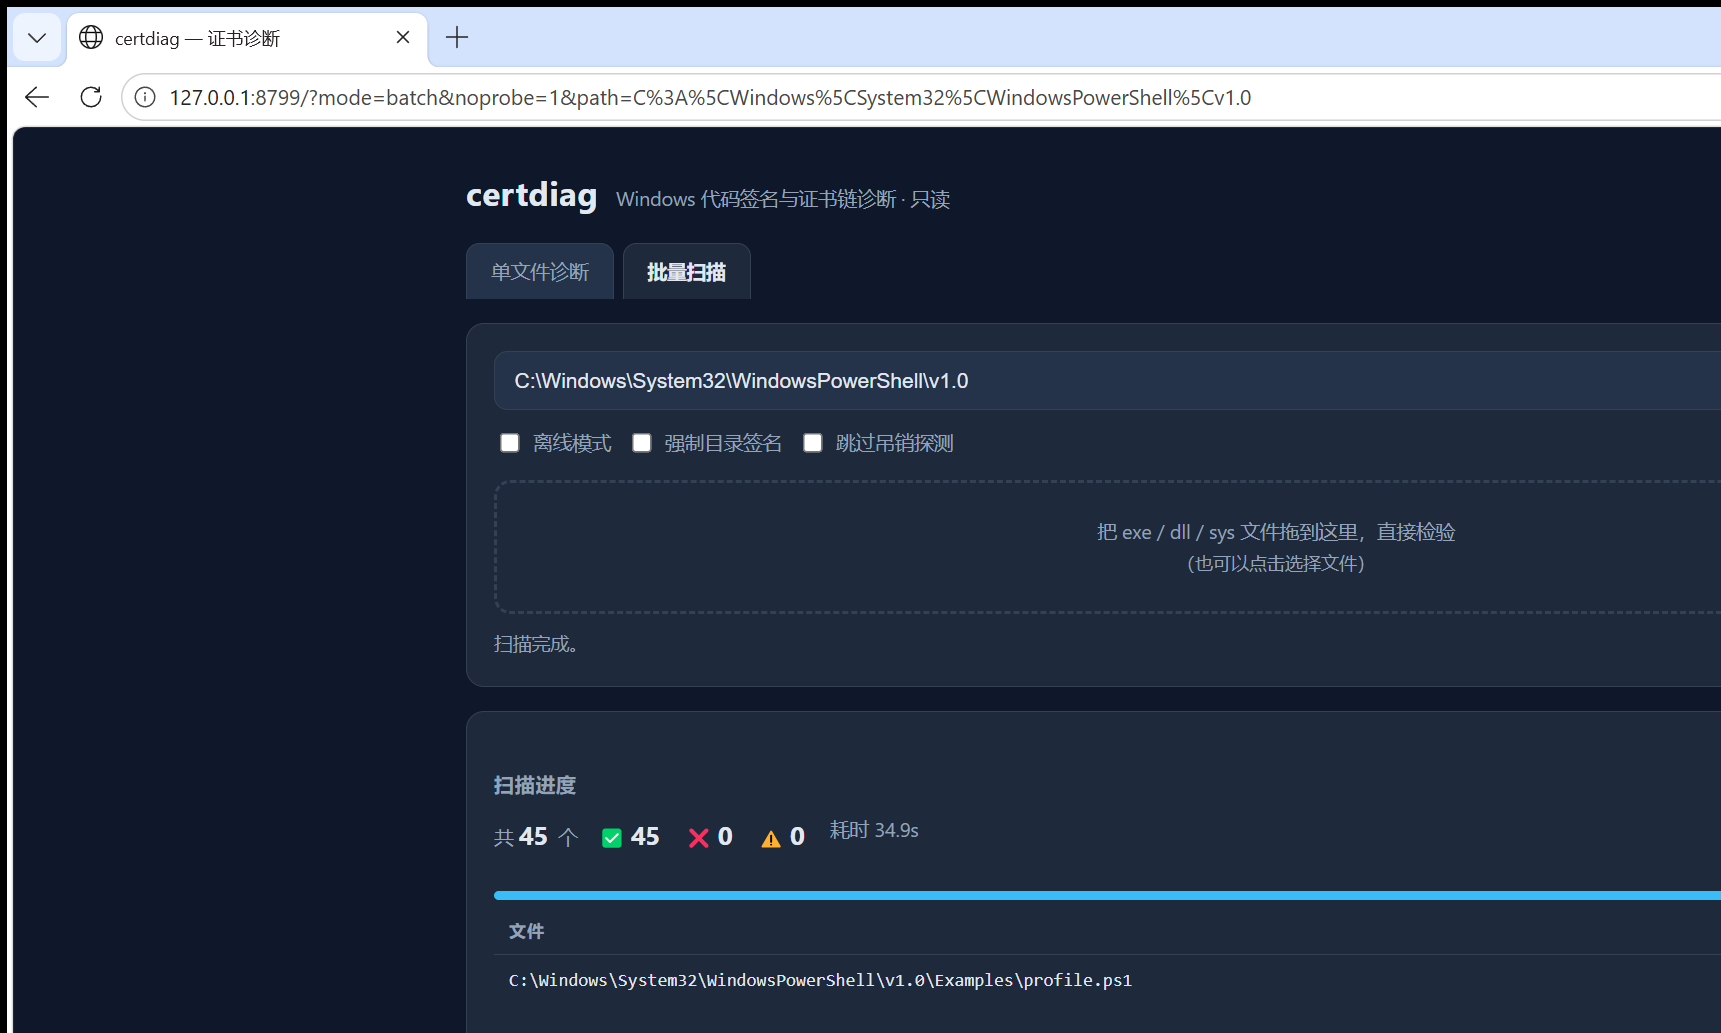 certdiag — 证书诊断
127.0.0.1:8799/?mode=batch&noprobe=1&path=C%3A%5CWindows%5CSystem32%5CWindowsPowerShell%5Cv1.0
certdiag Windows 代码签名与证书链诊断 · 只读
单文件诊断 批量扫描
C:\Windows\System32\WindowsPowerShell\v1.0
离线模式 强制目录签名 跳过吊销探测
把 exe / dll / sys 文件拖到这里，直接检验
（也可以点击选择文件）
扫描完成。
扫描进度
共 45 个 ✅ 45 ❌ 0 ⚠ 0 耗时 34.9s
文件
C:\Windows\System32\WindowsPowerShell\v1.0\Examples\profile.ps1